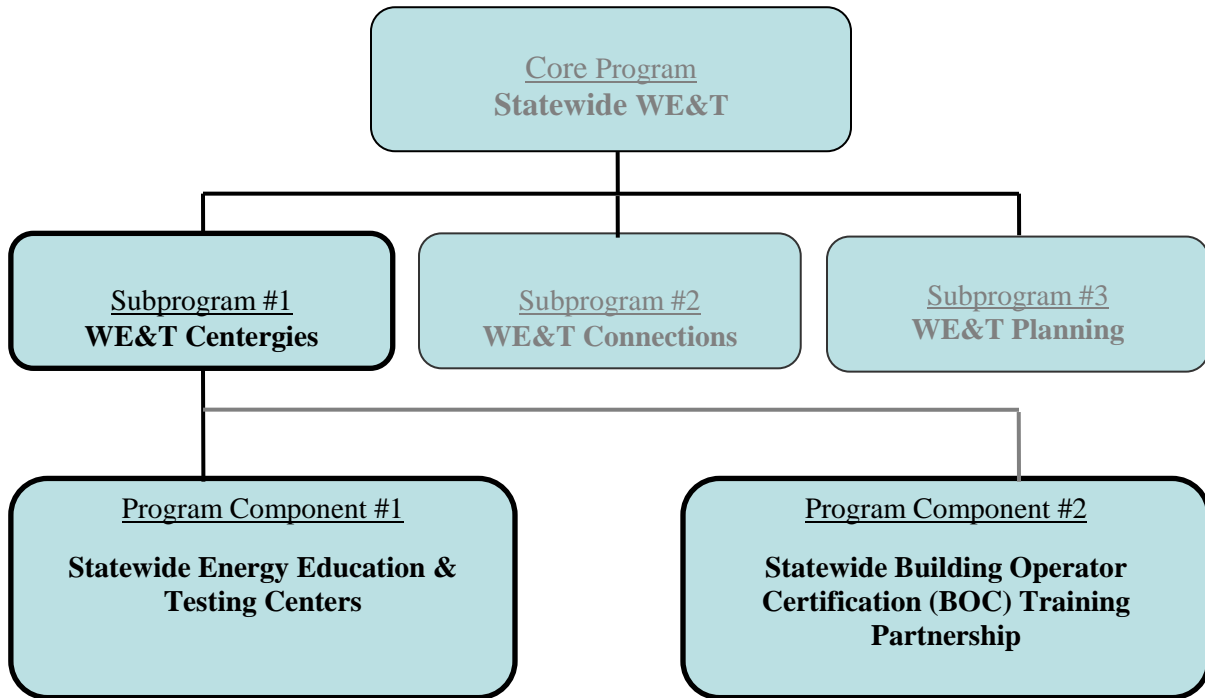 Core Program
Statewide WE&T
Subprogram #1
WE&T Centergies
Subprogram #2
WE&T Connections
Subprogram #3
WE&T Planning
Program Component #1
Statewide Energy Education &
Testing Centers
Program Component #2
Statewide Building Operator
Certification (BOC) Training
Partnership